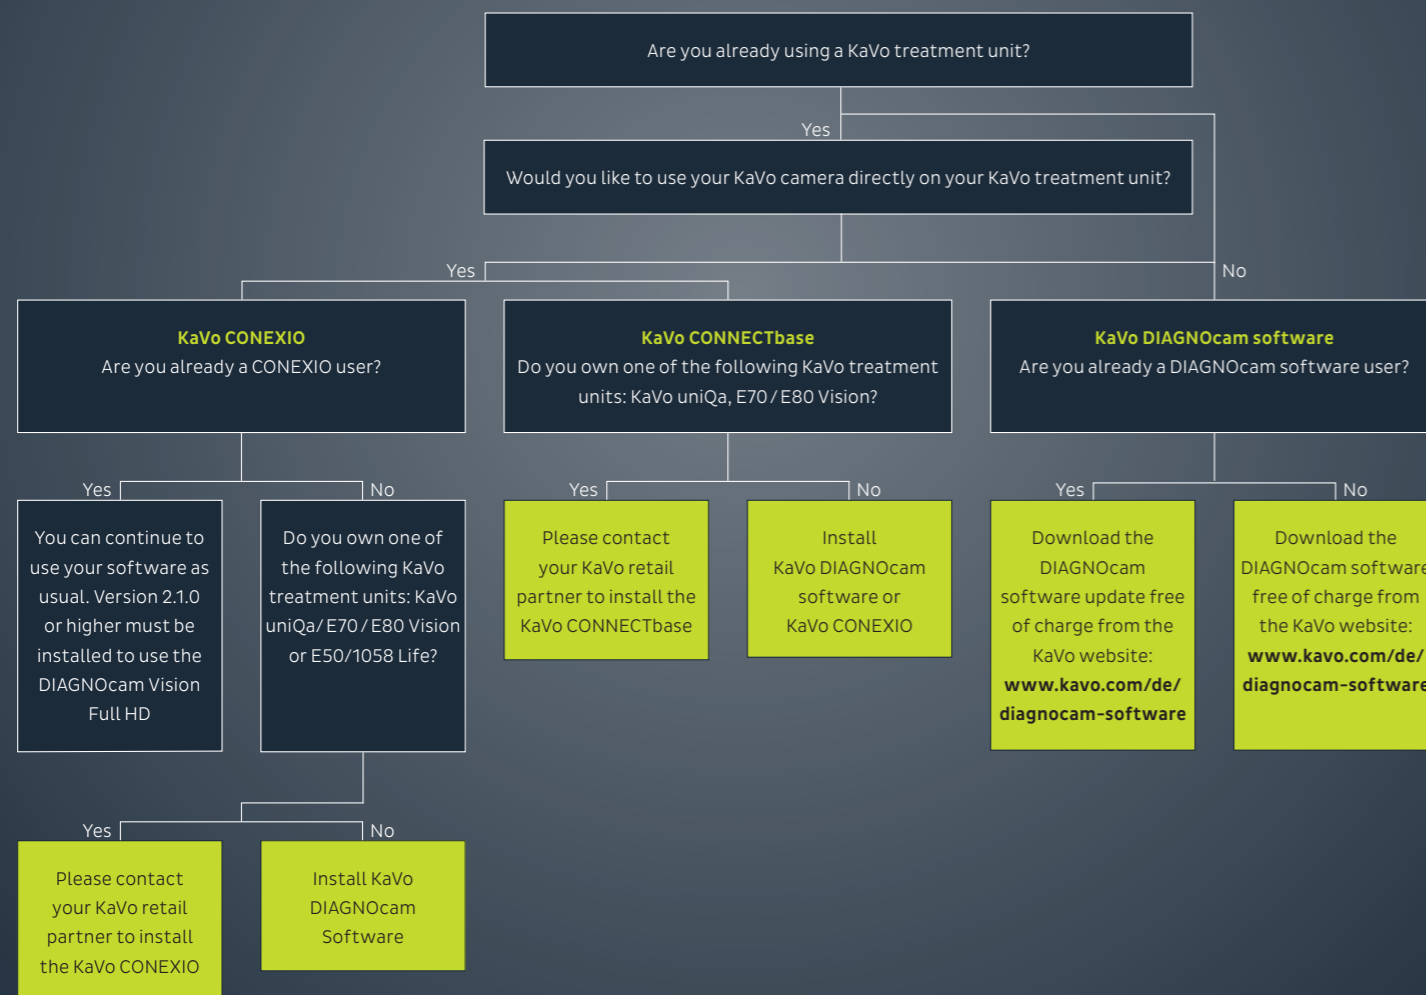 Are you already using a KaVo treatment unit?
Yes
Would you like to use your KaVo camera directly on your KaVo treatment unit?
Yes
No
KaVo CONEXIO
Are you already a CONEXIO user?
KaVo CONNECTbase
Do you own one of the following KaVo treatment
units: KaVo uniQa, E70 / E80 Vision?
KaVo DIAGNOcam software
Are you already a DIAGNOcam software user?
Yes
No
Yes
No
Yes
No
You can continue to
use your software as
usual. Version 2.1.0
or higher must be
installed to use the
DIAGNOcam Vision
Full HD
Do you own one of
the following KaVo
treatment units: KaVo
uniQa/ E70 / E80 Vision
or E50/1058 Life?
Please contact
your KaVo retail
partner to install the
KaVo CONNECTbase
Install
KaVo DIAGNOcam
software or
KaVo CONEXIO
Download the
DIAGNOcam
software update free
of charge from the
KaVo website:
www.kavo.com/de/
diagnocam-software
Download the
DIAGNOcam software
free of charge from
the KaVo website:
www.kavo.com/de/
diagnocam-software
Yes
No
Please contact
your KaVo retail
partner to install
the KaVo CONEXIO
Install KaVo
DIAGNOcam
Software